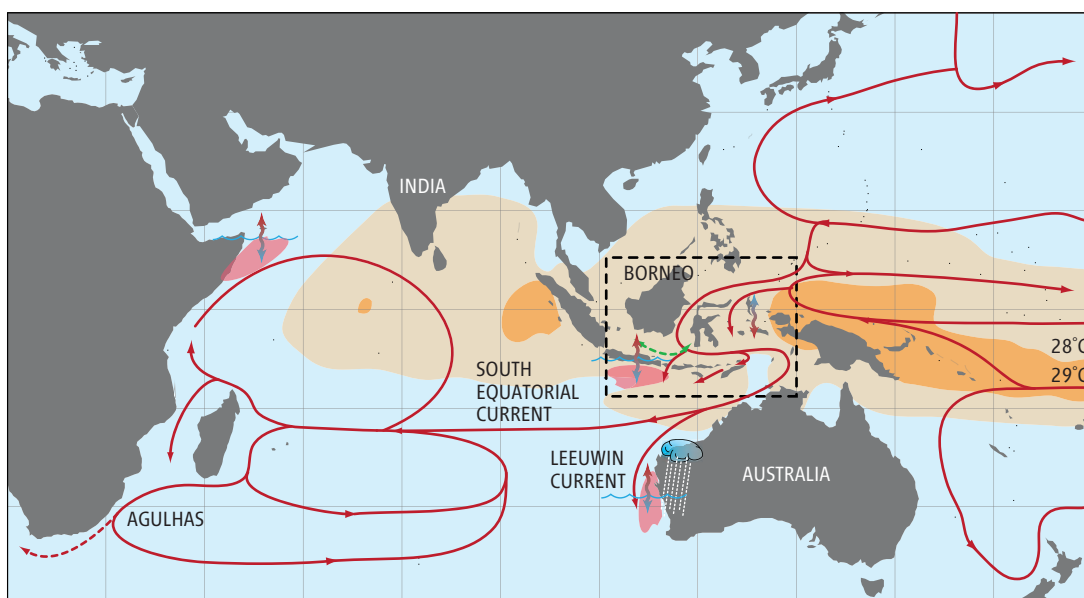 INDIA
BORNEO
28°C
29°C
SOUTH
EQUATORIAL
CURRENT
LEEUWIN
CURRENT
AUSTRALIA
AGULHAS